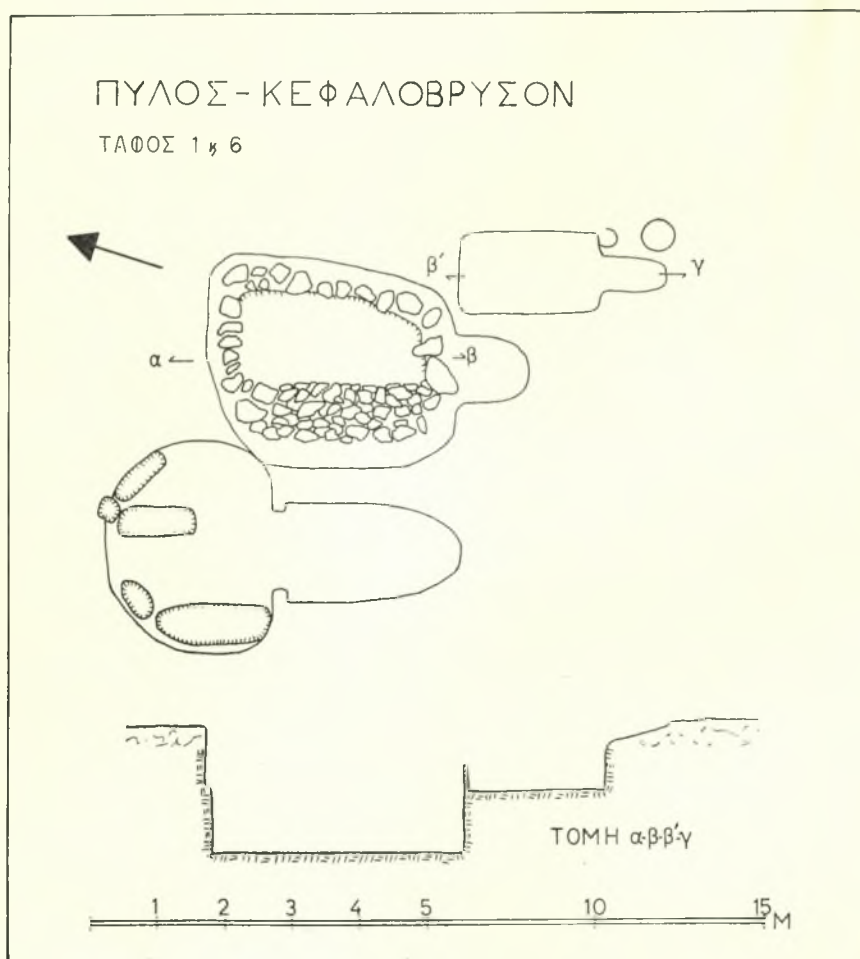 ΠΥΛΟΣ-ΚΕΦΑΛΟΒΡΥΣΟΝ
ΤΑΦΟΣ 1 ϗ 6
β′ γ
α β
ΤΟΜΗ α-β-β′-γ
1 2 3 4 5 10 15 Μ